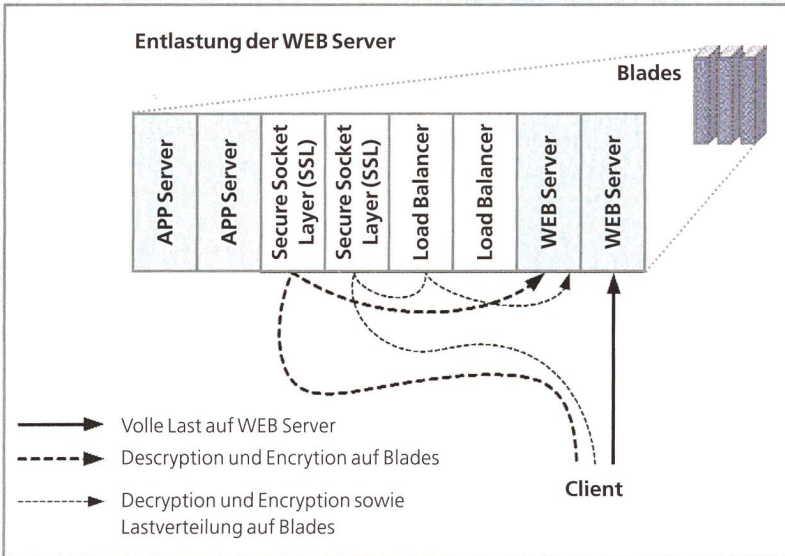 Entlastung der WEB Server
Blades
APP Server
APP Server
Secure Socket
Layer (SSL)
Secure Socket
Layer (SSL)
Load Balancer
Load Balancer
WEB Server
WEB Server
Volle Last auf WEB Server
Descryption und Encrytion auf Blades
Decryption und Encryption sowie
Lastverteilung auf Blades
Client